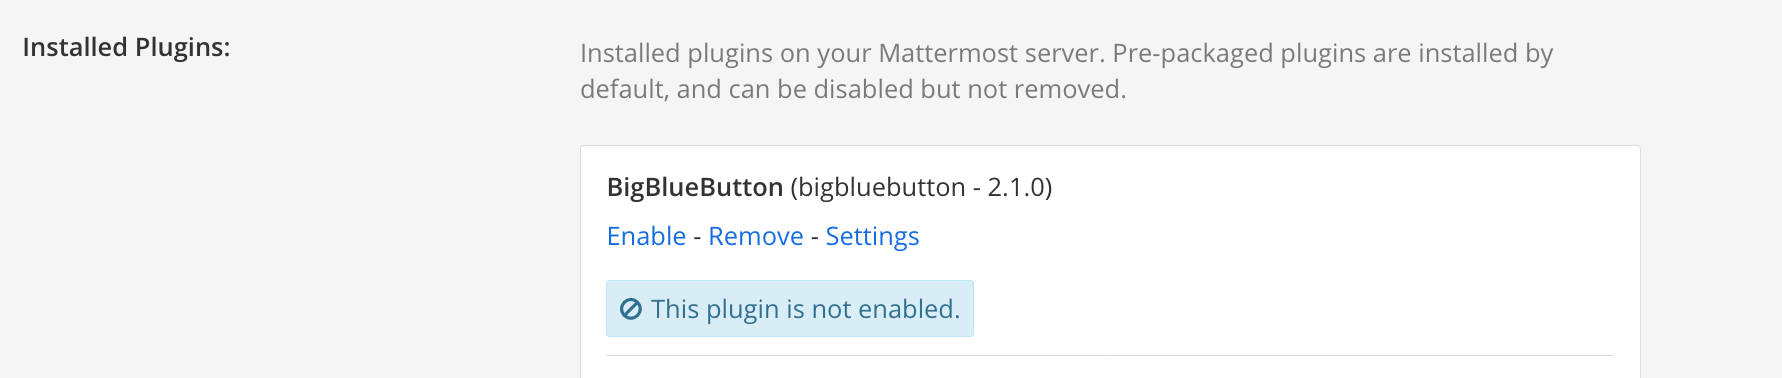 Installed Plugins:
Installed plugins on your Mattermost server. Pre-packaged plugins are installed by
default, and can be disabled but not removed.
BigBlueButton (bigbluebutton - 2.1.0)
Enable - Remove - Settings
This plugin is not enabled.